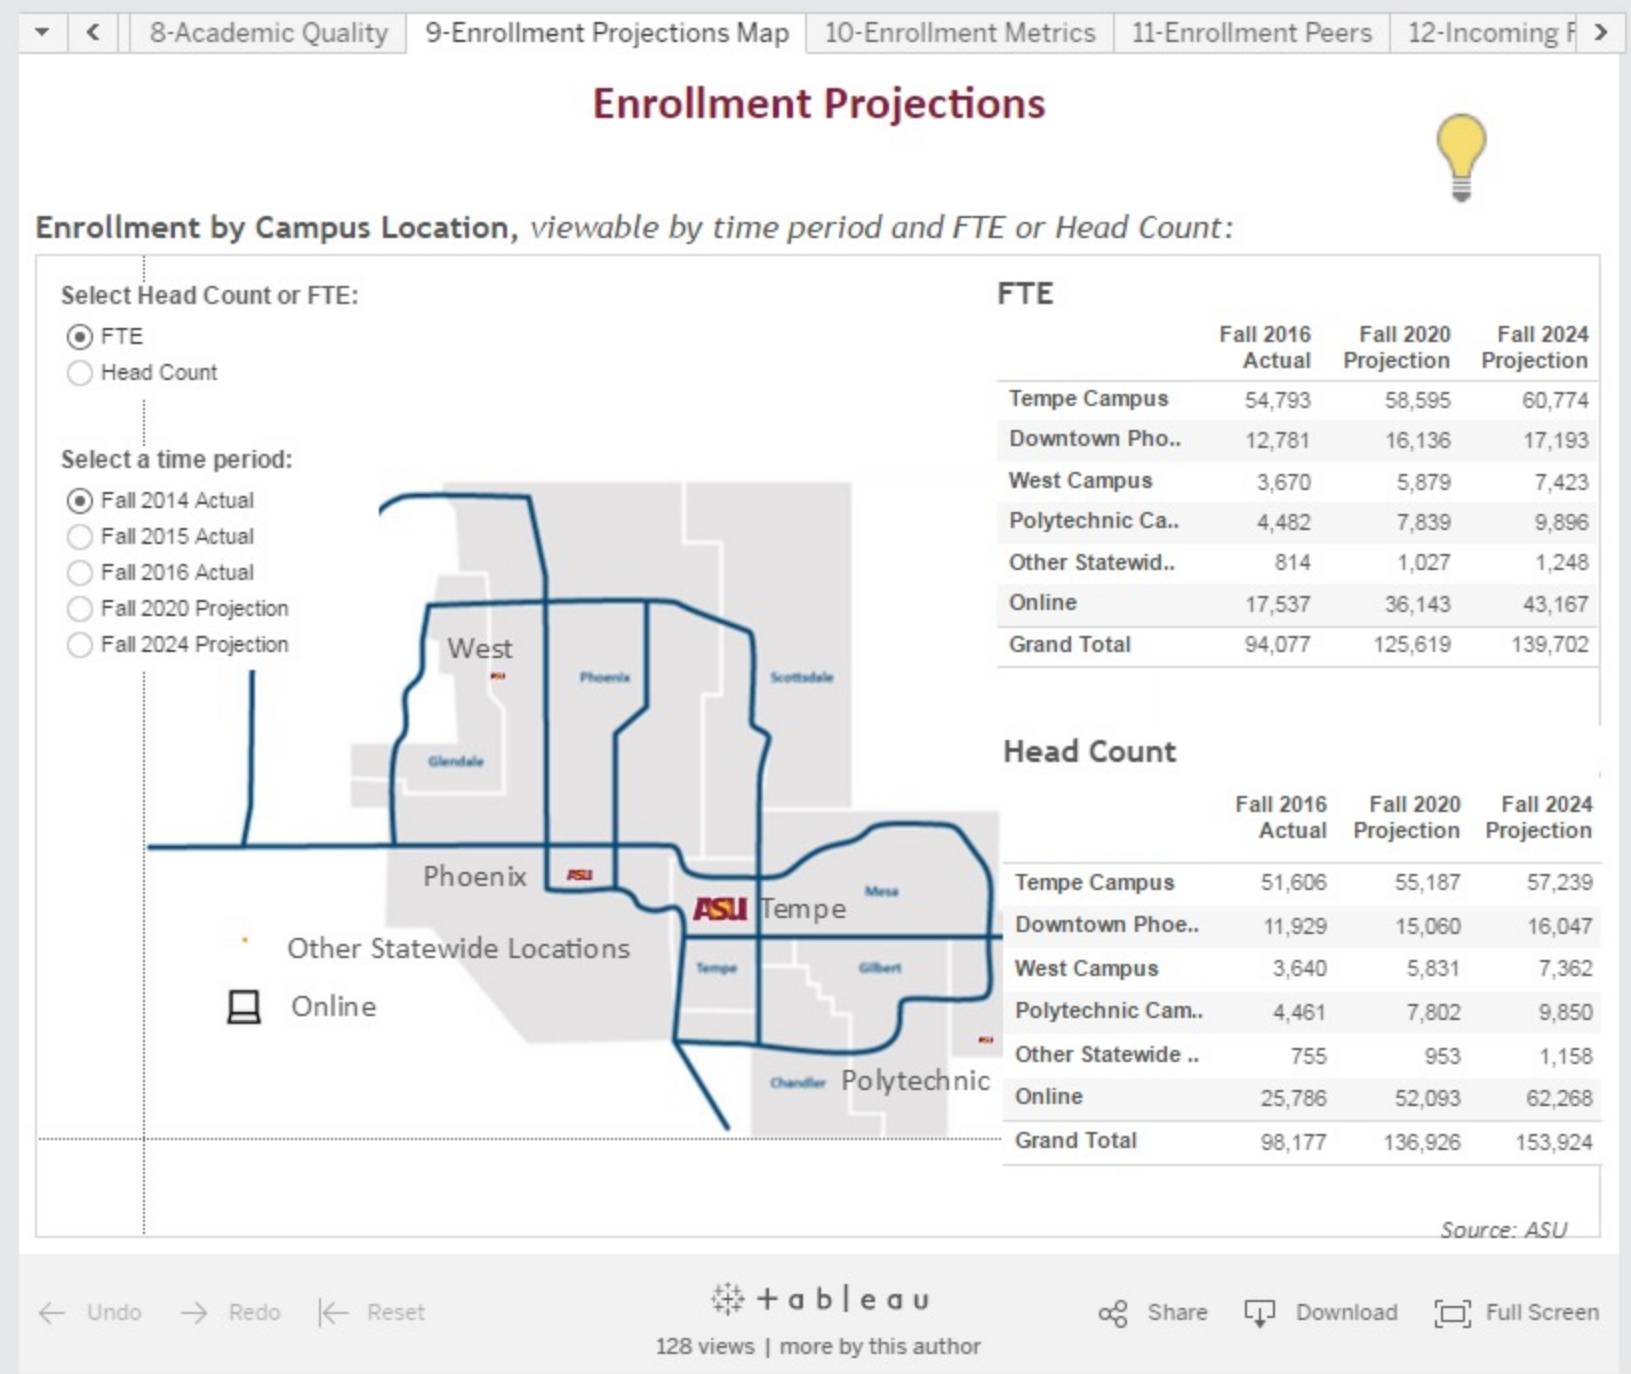 8-Academic Quality
9-Enrollment Projections Map
10-Enrollment Metrics
11-Enrollment Peers
12-Incoming F
Enrollment Projections
Enrollment by Campus Location, viewable by time period and FTE or Head Count:
Select Head Count or FTE:
FTE
Head Count
Select a time period:
Fall 2014 Actual
Fall 2015 Actual
Fall 2016 Actual
Fall 2020 Projection
Fall 2024 Projection
West
Phoenix
Scottsdale
Glendale
Phoenix
ASU
ASU
Tempe
Mesa
Other Statewide Locations
Tempe
Gilbert
Online
Chandler
Polytechnic
FTE
Fall 2016 Fall 2020 Fall 2024
Actual Projection Projection
Tempe Campus 54,793 58,595 60,774
Downtown Pho.. 12,781 16,136 17,193
West Campus 3,670 5,879 7,423
Polytechnic Ca.. 4,482 7,839 9,896
Other Statewid.. 814 1,027 1,248
Online 17,537 36,143 43,167
Grand Total 94,077 125,619 139,702
Head Count
Fall 2016 Fall 2020 Fall 2024
Actual Projection Projection
Tempe Campus 51,606 55,187 57,239
Downtown Phoe.. 11,929 15,060 16,047
West Campus 3,640 5,831 7,362
Polytechnic Cam.. 4,461 7,802 9,850
Other Statewide .. 755 953 1,158
Online 25,786 52,093 62,268
Grand Total 98,177 136,926 153,924
Source: ASU
Undo
Redo
Reset
+ableau
128 views | more by this author
Share
Download
Full Screen